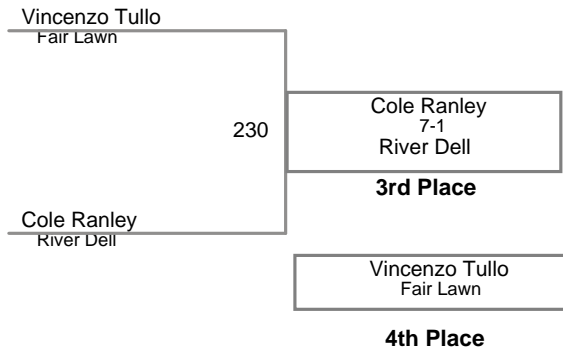 Vincenzo Tullo
Fair Lawn
230
Cole Ranley
7-1
River Dell
3rd Place
Cole Ranley
River Dell
Vincenzo Tullo
Fair Lawn
4th Place